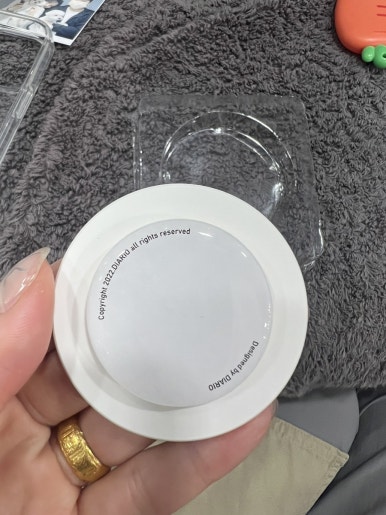 Copyright 2022.DIARIO all rights reserved
Designed by DIARIO